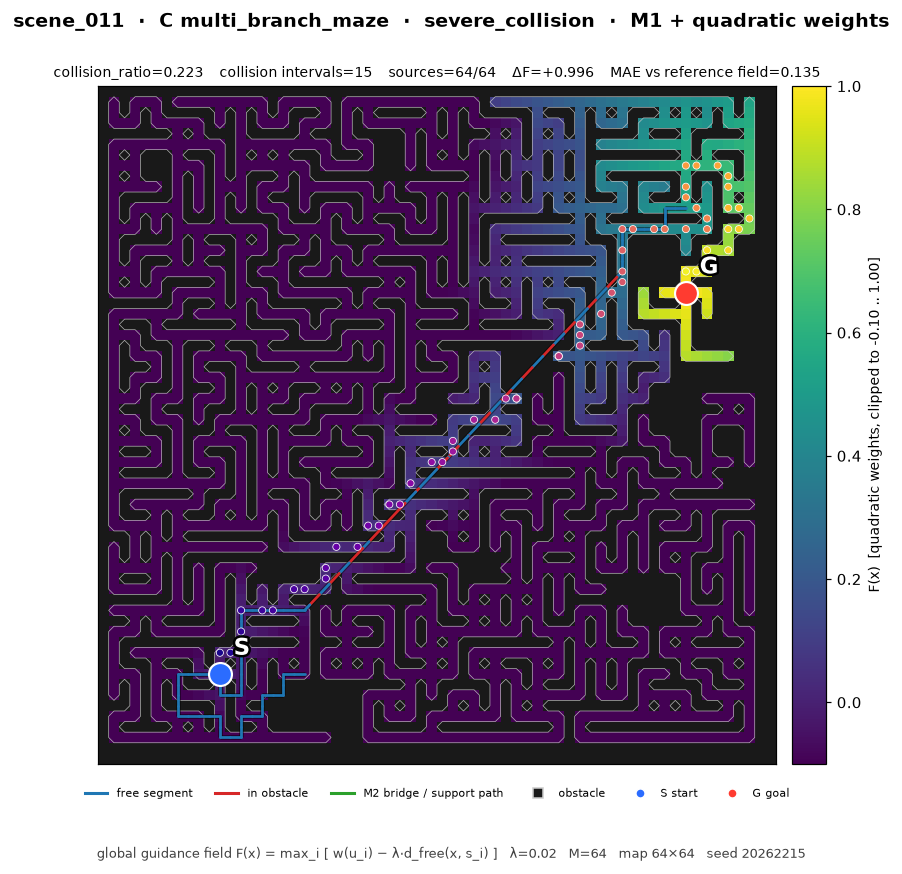 scene_011 · C multi_branch_maze · severe_collision · M1 + quadratic weights
collision_ratio=0.223 collision intervals=15 sources=64/64 ΔF=+0.996 MAE vs reference field=0.135
1.0
0.8
0.6
0.4
0.2
0.0
F(x) [quadratic weights, clipped to -0.10 .. 1.00]
G
S
free segment in obstacle M2 bridge / support path obstacle S start G goal
global guidance field F(x) = max_i [ w(u_i) − λ·d_free(x, s_i) ] λ=0.02 M=64 map 64×64 seed 20262215